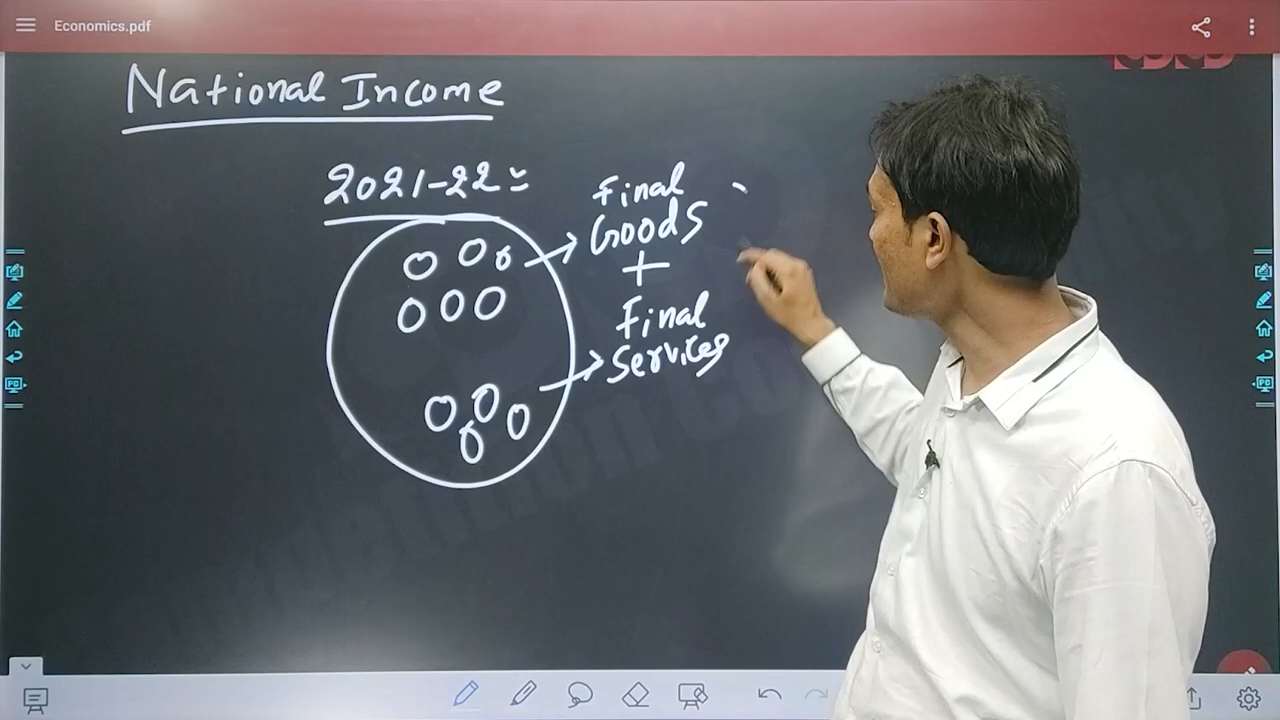 Economics.pdf
National Income
2021-22
Final
Goods
+
Final
Services